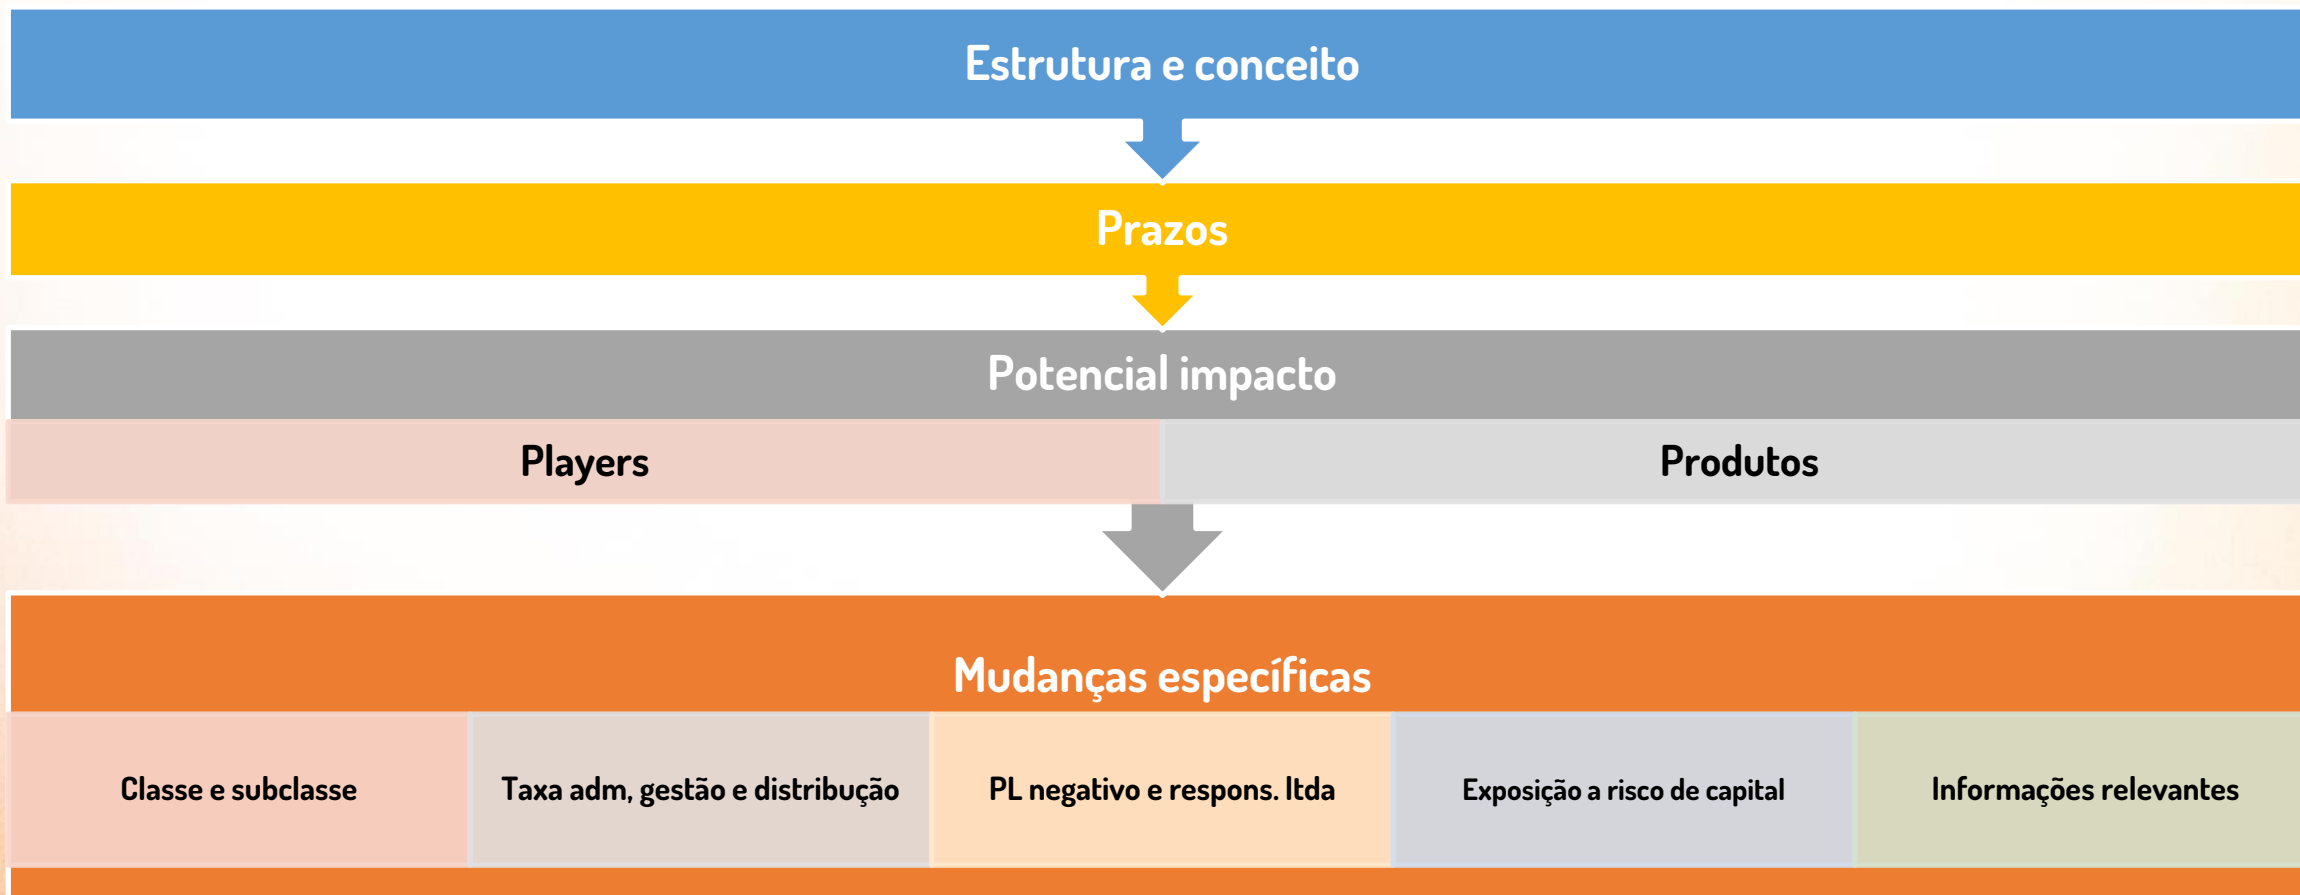 Estrutura e conceito
Prazos
Potencial impacto
Players
Produtos
Mudanças específicas
Classe e subclasse
Taxa adm, gestão e distribução
PL negativo e respons. ltda
Exposição a risco de capital
Informações relevantes